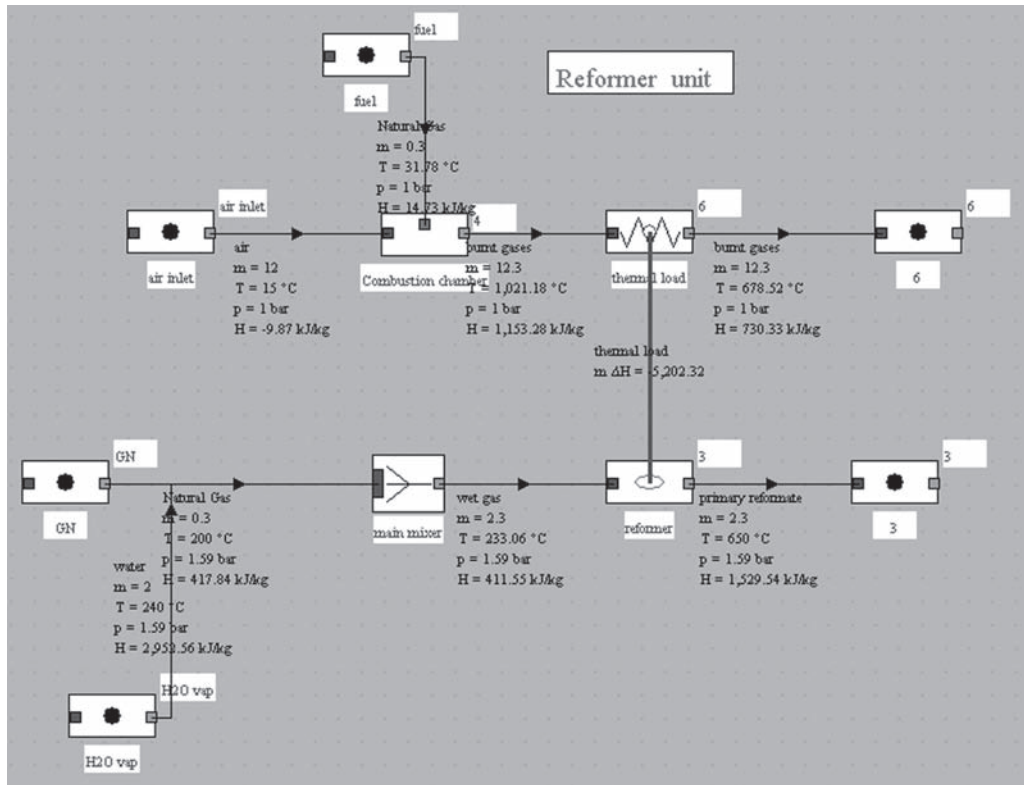 fuel
fuel
Reformer unit
Natural Gas
m = 0.3
T = 31.78 °C
p = 1 bar
H = 14.73 kJ/kg
air inlet
air inlet
air
m = 12
T = 15 °C
p = 1 bar
H = -9.87 kJ/kg
4
Combustion chamber
burnt gases
m = 12.3
T = 1,021.18 °C
p = 1 bar
H = 1,153.28 kJ/kg
6
thermal load
burnt gases
m = 12.3
T = 678.52 °C
p = 1 bar
H = 730.33 kJ/kg
6
6
thermal load
m ΔH = -5,202.32
GN
GN
Natural Gas
m = 0.3
T = 200 °C
p = 1.59 bar
H = 417.84 kJ/kg
water
m = 2
T = 240 °C
p = 1.59 bar
H = 2,952.56 kJ/kg
H2O vap
H2O vap
main mixer
wet gas
m = 2.3
T = 233.06 °C
p = 1.59 bar
H = 411.55 kJ/kg
3
reformer
primary reformate
m = 2.3
T = 650 °C
p = 1.59 bar
H = 1,529.54 kJ/kg
3
3